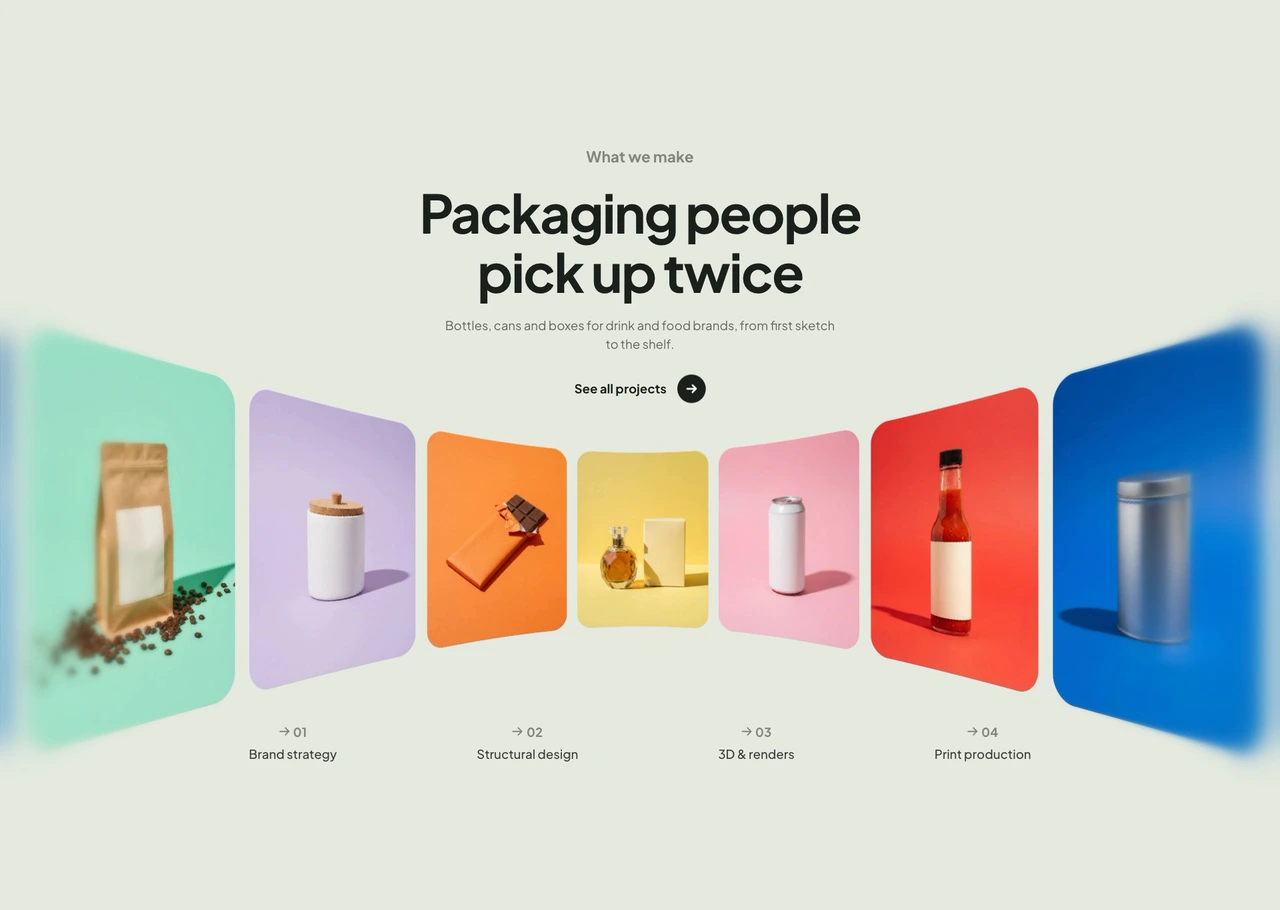 What we make
Packaging people
pick up twice
Bottles, cans and boxes for drink and food brands, from first sketch
to the shelf.
See all projects →
→ 01
Brand strategy
→ 02
Structural design
→ 03
3D & renders
→ 04
Print production